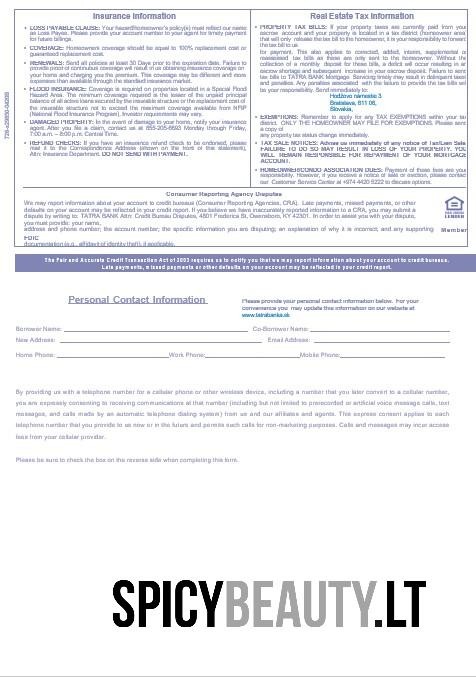 Insurance Information
• LOSS PAYABLE CLAUSE: Your hazard/homeowner's policy(s) must reflect our name
as Loss Payee. Please provide your account number to your agent for timely payment
for future billings.
• COVERAGE: Homeowner coverage should be equal to 100% replacement cost or
guaranteed replacement cost.
• RENEWALS: Send all policies at least 30 Days prior to the expiration date. Failure to
provide proof of continuous coverage will result in us obtaining insurance coverage on
your home and charging you the premium. This coverage may be different and more
expensive than available through the standard insurance market.
• FLOOD INSURANCE: Coverage is required on properties located in a Special Flood
Hazard Area. The minimum coverage required is the lesser of the unpaid principal
balance of all active loans secured by the insurable structure or the replacement cost of
the insurable structure not to exceed the maximum coverage available from NFIP
(National Flood Insurance Program). Investor requirements may vary.
• DAMAGED PROPERTY: In the event of damage to your home, notify your insurance
agent. After you file a claim, contact us at 855-205-6693 Monday through Friday,
7:00 a.m. – 8:00 p.m. Central Time.
• REFUND CHECKS: If you have an insurance refund check to be endorsed, please
mail it to the Correspondence Address (shown on the front of this statement),
Attn: Insurance Department. DO NOT SEND WITH PAYMENT.
Real Estate Tax Information
• PROPERTY TAX BILLS: If your property taxes are currently paid from your
escrow account and your property is located in a tax district (homeowner area)
that will only release the tax bill to the homeowner, it is your responsibility to forward
the tax bill to us
for payment. This also applies to corrected, added, interim, supplemental or
reassessed tax bills as these are only sent to the homeowner. Without the
collection of a monthly deposit for these tax bills, a deficit will occur resulting in an
escrow shortage and subsequent increase in your escrow deposit. Failure to send
tax bills to TATRA BANK Mortgage Servicing timely may result in delinquent taxes
and penalties. As the homeowner, failure to provide the tax bill to us will
be your responsibility. Send immediately to:
Hodžovo námestie 3
Bratislava, 811 06,
Slovakia,
• EXEMPTIONS: Remember to apply for any TAX EXEMPTIONS within your tax
district. ONLY THE HOMEOWNER MAY FILE FOR EXEMPTIONS. Please send
a copy of
any property tax status change immediately.
• TAX SALE NOTICES: Advise us immediately of any notice of Tax/Lien Sale.
FAILURE TO DO SO MAY RESULT IN LOSS OF YOUR PROPERTY. YOU
WILL REMAIN RESPONSIBLE FOR REPAYMENT OF YOUR MORTGAGE
ACCOUNT.
• HOMEOWNER/CONDO ASSOCIATION DUES: Payment of these fees are your
responsibility. However, if you receive a notice of sale or election, please contact
our Customer Service Center at +974 4420 5222 to discuss options.
Consumer Reporting Agency Disputes
We may report information about your account to credit bureaus (Consumer Reporting Agencies, CRA). Late payments, missed payments, or other
defaults on your account may be reflected in your credit report. If you believe we have inaccurately reported information to a CRA, you may submit a
dispute by writing to: TATRA BANK Attn: Credit Bureau Disputes, 4801 Frederica St, Owensboro, KY 42301. In order to assist you with your dispute,
you must provide: your name,
address and phone number; the account number; the specific information you are disputing; an explanation of why it is incorrect; and any supporting
FDIC
documentation (e.g., affidavit of identity theft), if applicable.
Member
The Fair and Accurate Credit Transaction Act of 2003 requires us to notify you that we may report information about your account to credit bureaus.
Late payments, missed payments or other defaults on your account may be reflected in your credit report.
Personal Contact Information
Please provide your personal contact information below. For your
convenience you may update this information on our website at
www.tatrabanka.sk
Borrower Name: Co-Borrower Name:
New Address: Email Address:
Home Phone: Work Phone: Mobile Phone:
By providing us with a telephone number for a cellular phone or other wireless device, including a number that you later convert to a cellular number,
you are expressly consenting to receiving communications at that number (including but not limited to prerecorded or artificial voice message calls, text
messages, and calls made by an automatic telephone dialing system) from us and our affiliates and agents. This express consent applies to each
telephone number that you provide to us now or in the future and permits such calls for non-marketing purposes. Calls and messages may incur access
fees from your cellular provider.
Please be sure to check the box on the reverse side when completing this form.
SPICYBEAUTY.LT